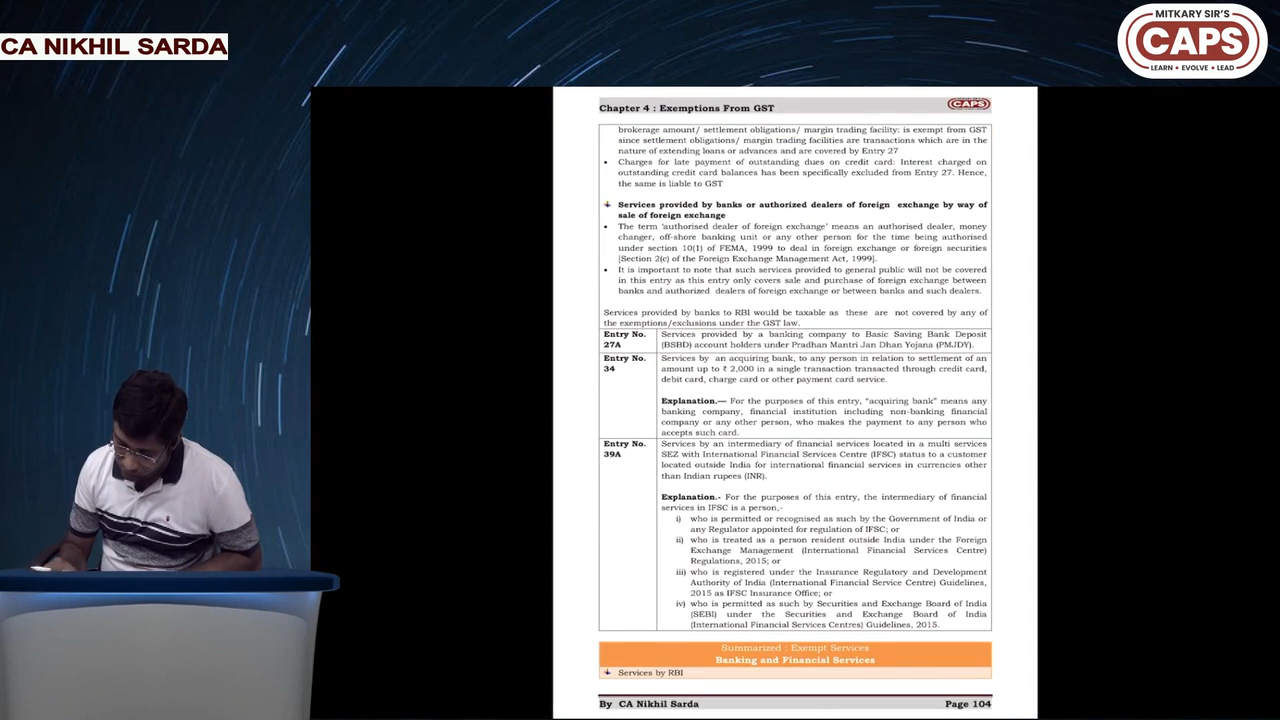 CA NIKHIL SARDA
MITKARY SIR'S
CAPS
LEARN • EVOLVE • LEAD
Chapter 4 : Exemptions From GST
CAPS
brokerage amount/ settlement obligations/ margin trading facility: is exempt from GST
since settlement obligations/ margin trading facilities are transactions which are in the
nature of extending loans or advances and are covered by Entry 27
• Charges for late payment of outstanding dues on credit card: Interest charged on
outstanding credit card balances has been specifically excluded from Entry 27. Hence,
the same is liable to GST
Services provided by banks or authorized dealers of foreign exchange by way of
sale of foreign exchange
• The term 'authorised dealer of foreign exchange' means an authorised dealer, money
changer, off-shore banking unit or any other person for the time being authorised
under section 10(1) of FEMA, 1999 to deal in foreign exchange or foreign securities
[Section 2(c) of the Foreign Exchange Management Act, 1999].
• It is important to note that such services provided to general public will not be covered
in this entry as this entry only covers sale and purchase of foreign exchange between
banks and authorized dealers of foreign exchange or between banks and such dealers.
Services provided by banks to RBI would be taxable as these are not covered by any of
the exemptions/exclusions under the GST law.
Entry No. Services provided by a banking company to Basic Saving Bank Deposit
27A (BSBD) account holders under Pradhan Mantri Jan Dhan Yojana (PMJDY).
Entry No. Services by an acquiring bank, to any person in relation to settlement of an
34 amount up to ₹ 2,000 in a single transaction transacted through credit card,
debit card, charge card or other payment card service.
Explanation.— For the purposes of this entry, "acquiring bank" means any
banking company, financial institution including non-banking financial
company or any other person, who makes the payment to any person who
accepts such card.
Entry No. Services by an intermediary of financial services located in a multi services
39A SEZ with International Financial Services Centre (IFSC) status to a customer
located outside India for international financial services in currencies other
than Indian rupees (INR).
Explanation.- For the purposes of this entry, the intermediary of financial
services in IFSC is a person,-
i) who is permitted or recognised as such by the Government of India or
any Regulator appointed for regulation of IFSC; or
ii) who is treated as a person resident outside India under the Foreign
Exchange Management (International Financial Services Centre)
Regulations, 2015; or
iii) who is registered under the Insurance Regulatory and Development
Authority of India (International Financial Service Centre) Guidelines,
2015 as IFSC Insurance Office; or
iv) who is permitted as such by Securities and Exchange Board of India
(SEBI) under the Securities and Exchange Board of India
(International Financial Services Centres) Guidelines, 2015.
Summarized : Exempt Services
Banking and Financial Services
Services by RBI
By CA Nikhil Sarda Page 104